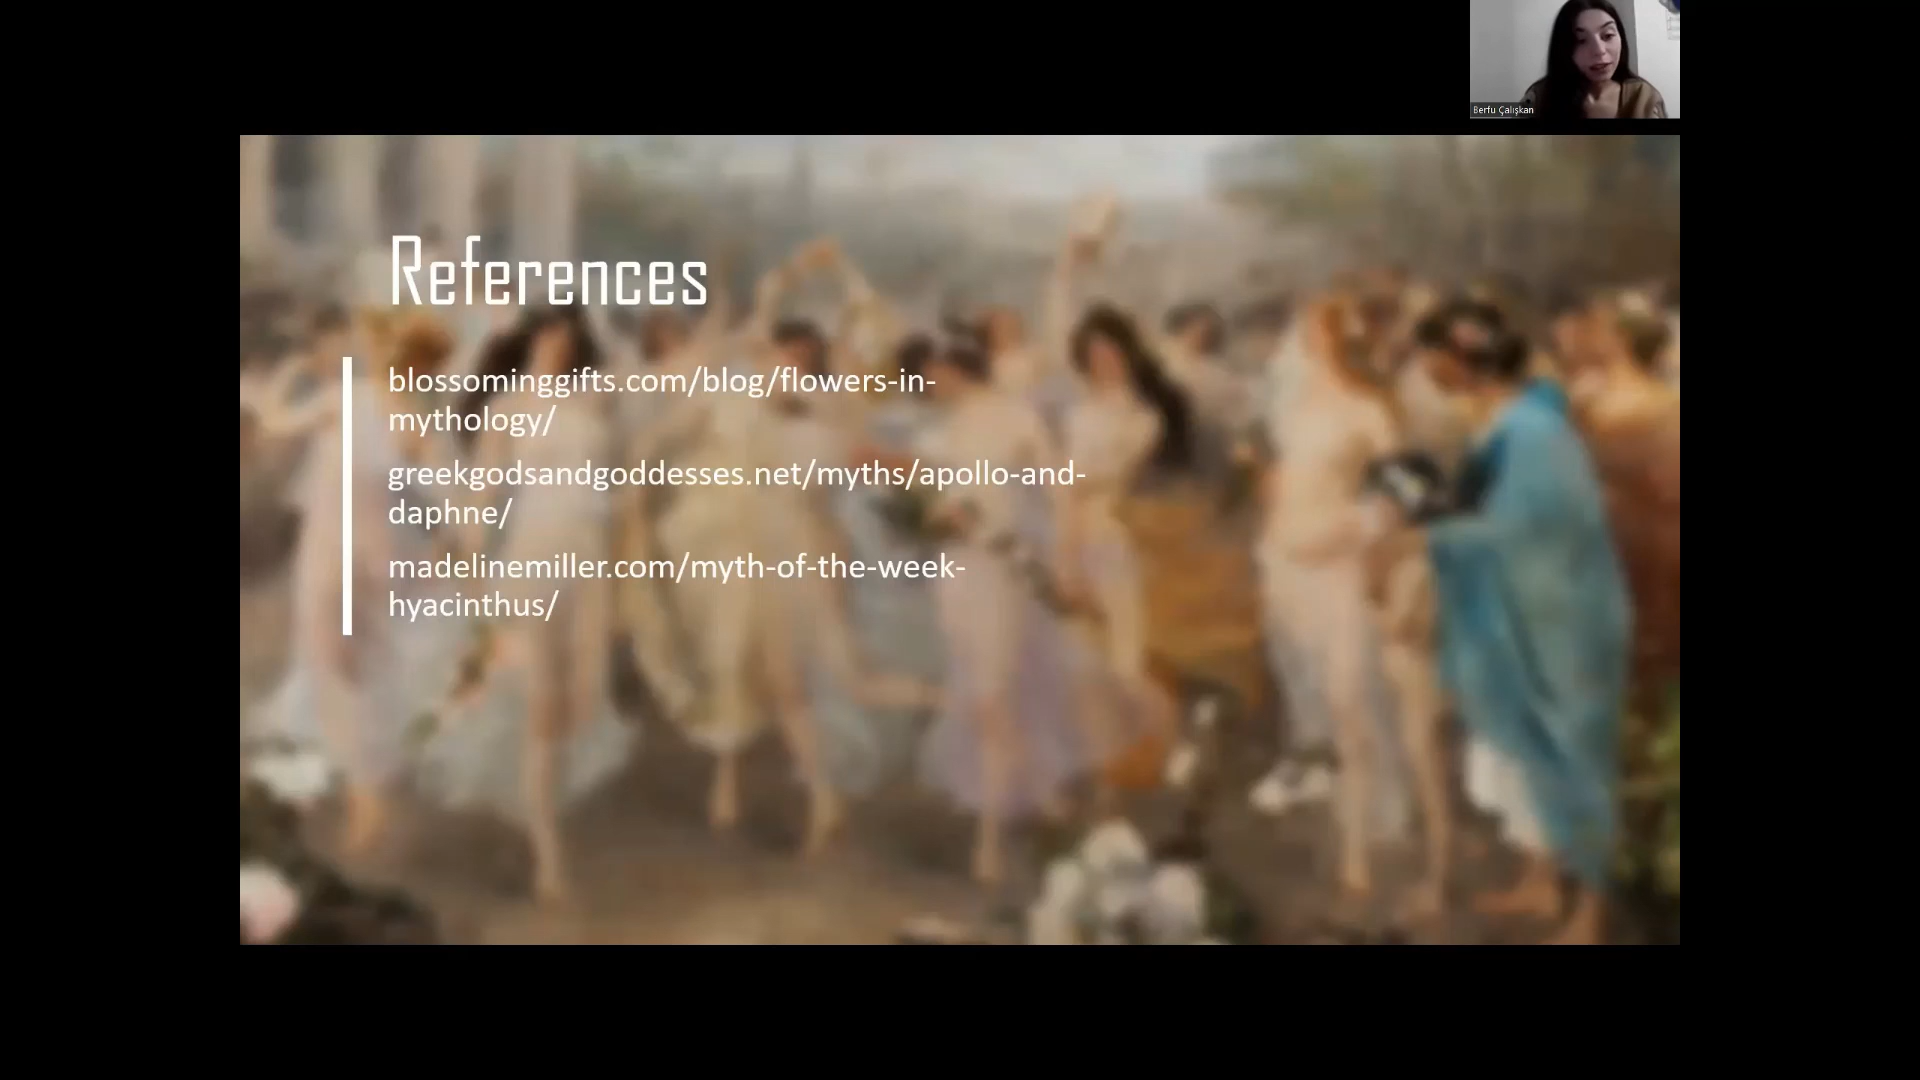 Berfu Çalışkan
References
blossominggifts.com/blog/flowers-in-
mythology/
greekgodsandgoddesses.net/myths/apollo-and-
daphne/
madelinemiller.com/myth-of-the-week-
hyacinthus/